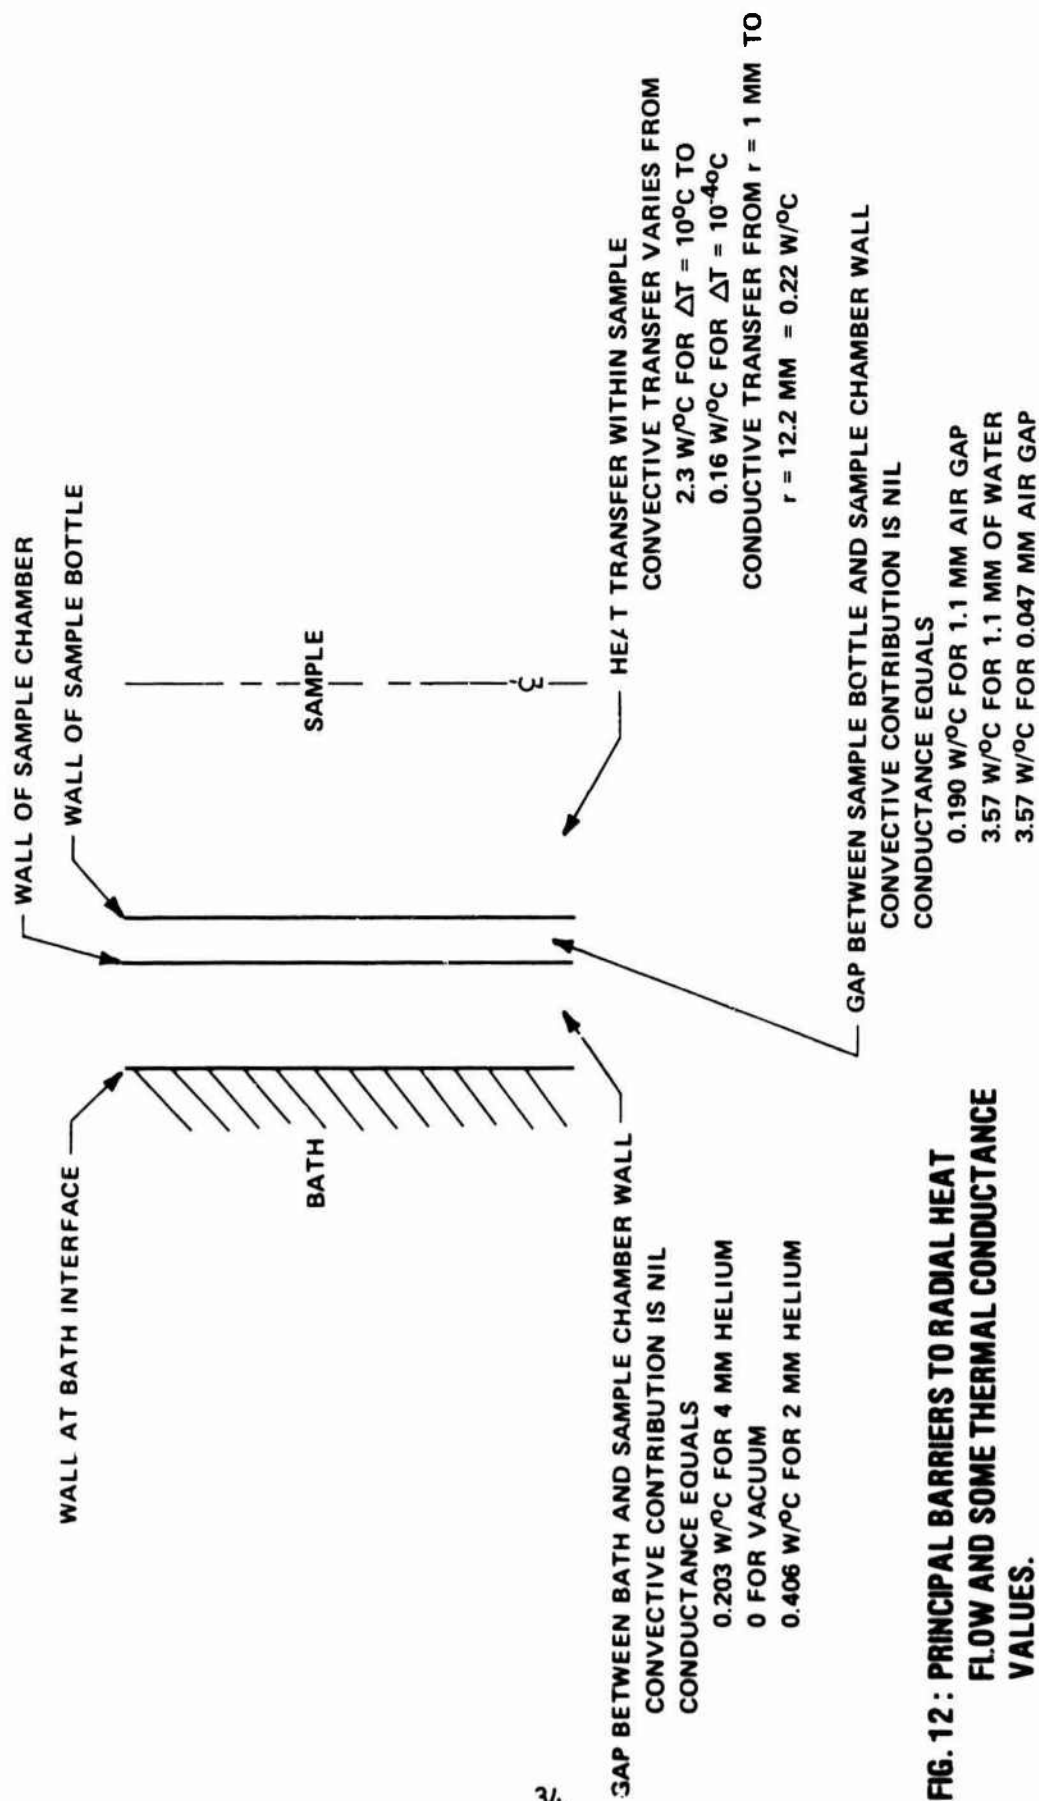 WALL AT BATH INTERFACE
WALL OF SAMPLE CHAMBER
WALL OF SAMPLE BOTTLE
BATH
SAMPLE
GAP BETWEEN BATH AND SAMPLE CHAMBER WALL
CONVECTIVE CONTRIBUTION IS NIL
CONDUCTANCE EQUALS
0.203 W/°C FOR 4 MM HELIUM
0 FOR VACUUM
0.406 W/°C FOR 2 MM HELIUM
HEAT TRANSFER WITHIN SAMPLE
CONVECTIVE TRANSFER VARIES FROM
2.3 W/°C FOR ΔT = 10°C TO
0.16 W/°C FOR ΔT = 10⁻⁴°C
CONDUCTIVE TRANSFER FROM r = 1 MM TO
r = 12.2 MM = 0.22 W/°C
GAP BETWEEN SAMPLE BOTTLE AND SAMPLE CHAMBER WALL
CONVECTIVE CONTRIBUTION IS NIL
CONDUCTANCE EQUALS
0.190 W/°C FOR 1.1 MM AIR GAP
3.57 W/°C FOR 1.1 MM OF WATER
3.57 W/°C FOR 0.047 MM AIR GAP
FIG. 12: PRINCIPAL BARRIERS TO RADIAL HEAT
FLOW AND SOME THERMAL CONDUCTANCE
VALUES.
34